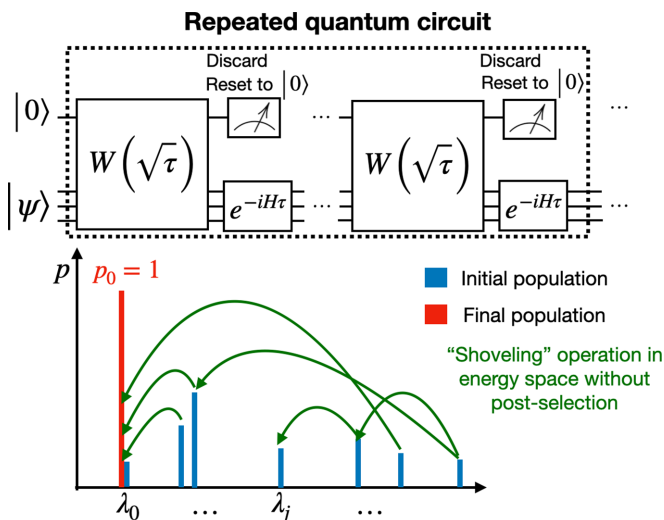 Repeated quantum circuit
Discard
Reset to |0⟩
Discard
Reset to |0⟩
|0⟩
W(√τ)
...
W(√τ)
...
|ψ⟩
e^{-iHτ}
...
e^{-iHτ}
...
p
p₀ = 1
Initial population
Final population
"Shoveling" operation in
energy space without
post-selection
λ₀
...
λⱼ
...